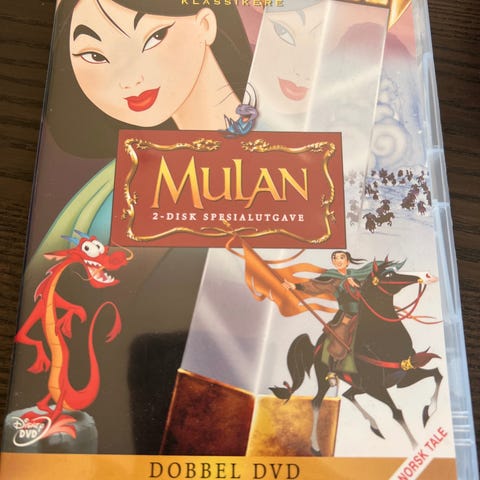 KLASSIKERE
MULAN
2-DISK SPESIALUTGAVE
Disney
DVD
DOBBEL DVD
NORSK TALE